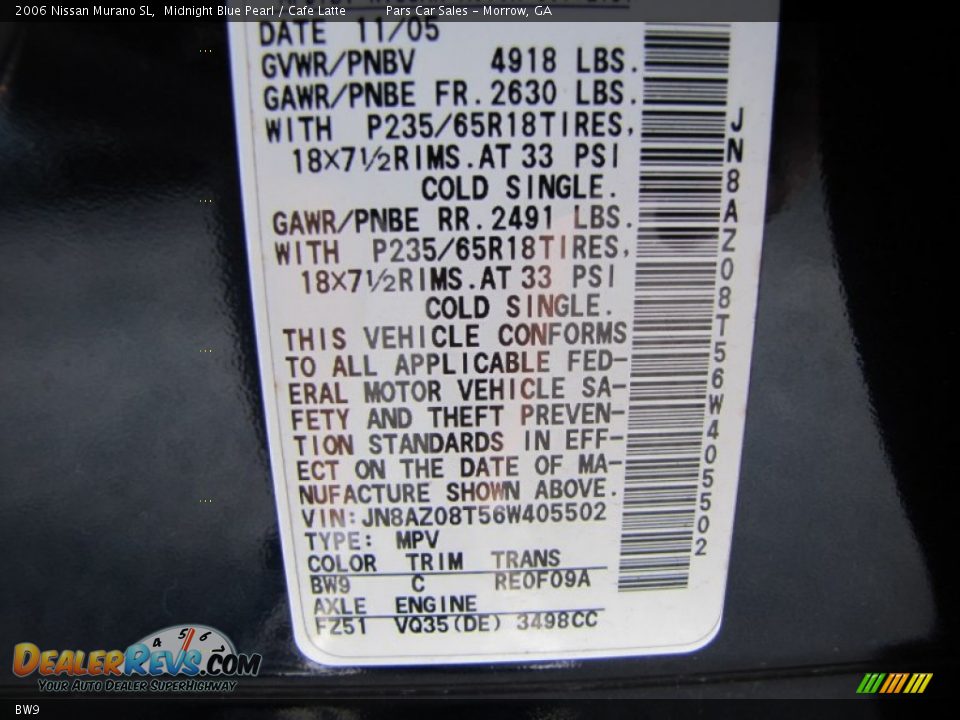 2006 Nissan Murano SL, Midnight Blue Pearl / Cafe Latte Pars Car Sales - Morrow, GA
DATE 11/05
GVWR/PNBV 4918 LBS.
GAWR/PNBE FR. 2630 LBS.
WITH P235/65R18TIRES,
18X7½RIMS. AT 33 PSI
COLD SINGLE.
GAWR/PNBE RR. 2491 LBS.
WITH P235/65R18TIRES,
18X7½RIMS. AT 33 PSI
COLD SINGLE.
THIS VEHICLE CONFORMS
TO ALL APPLICABLE FED-
ERAL MOTOR VEHICLE SA-
FETY AND THEFT PREVEN-
TION STANDARDS IN EFF-
ECT ON THE DATE OF MA-
NUFACTURE SHOWN ABOVE.
VIN:JN8AZ08T56W405502
TYPE: MPV
COLOR TRIM TRANS
BW9 C RE0F09A
AXLE ENGINE
FZ51 VQ35(DE) 3498CC
JN8AZ08T56W405502
4 5 6
DEALERREVS.COM
YOUR AUTO DEALER SUPERHIGHWAY
BW9